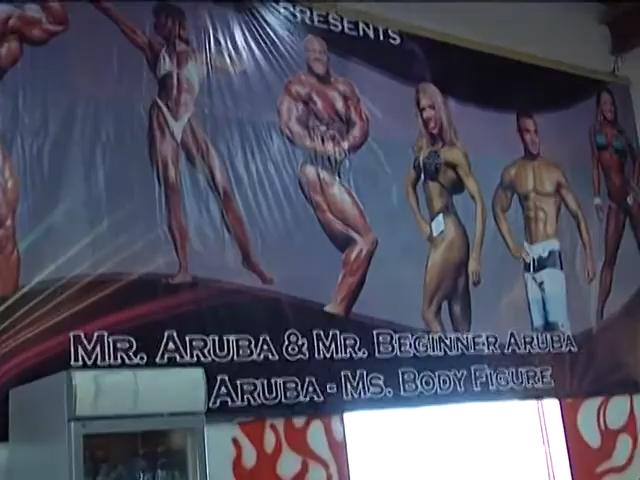 PRESENTS
MR. ARUBA & MR. BEGINNER ARUBA
ARUBA - MS. BODY FIGURE